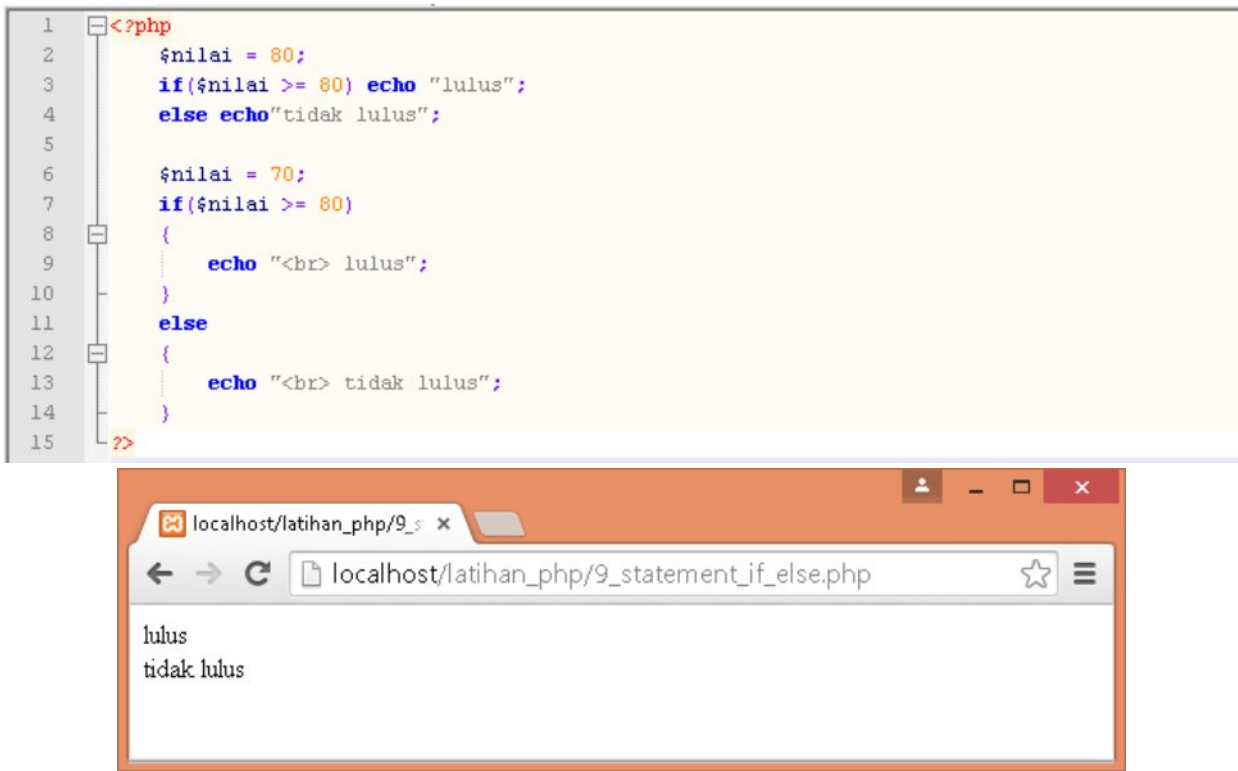 1 <?php
2 $nilai = 80;
3 if($nilai >= 80) echo "lulus";
4 else echo"tidak lulus";
5
6 $nilai = 70;
7 if($nilai >= 80)
8 {
9 echo "<br> lulus";
10 }
11 else
12 {
13 echo "<br> tidak lulus";
14 }
15 ?>
localhost/latihan_php/9_s
localhost/latihan_php/9_statement_if_else.php
lulus
tidak lulus